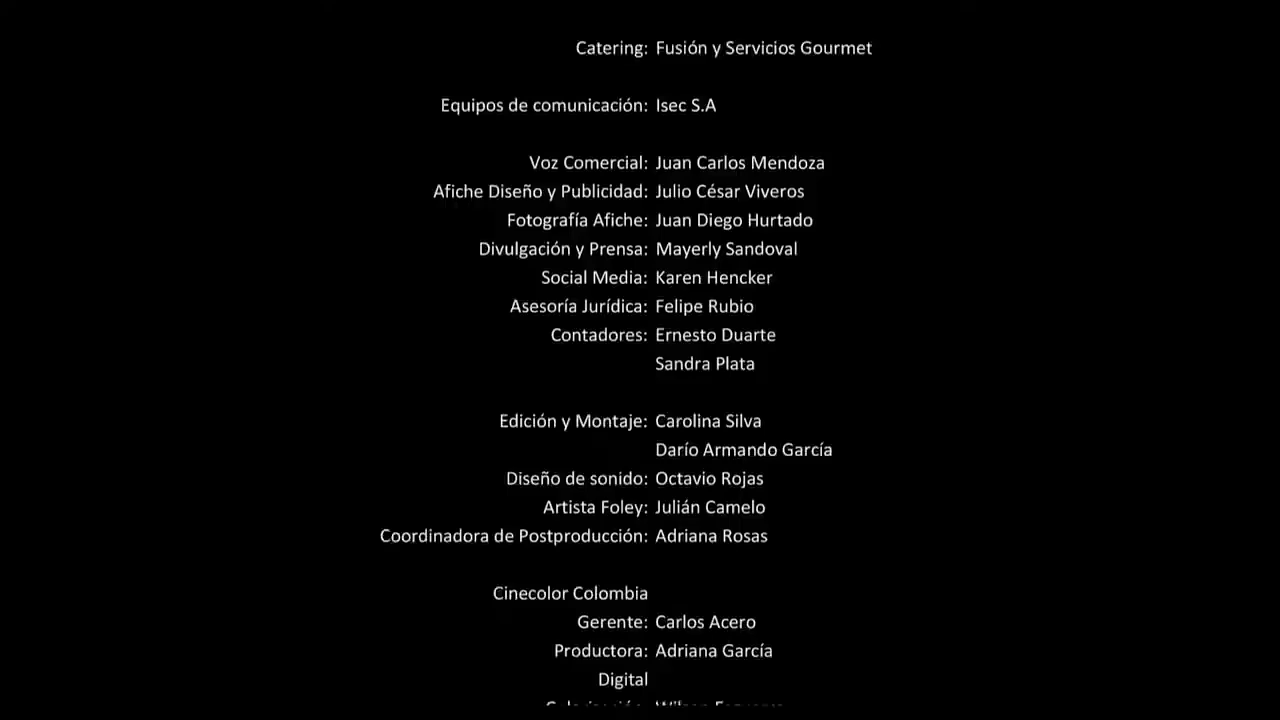 Catering: Fusión y Servicios Gourmet
Equipos de comunicación: Isec S.A
Voz Comercial: Juan Carlos Mendoza
Afiche Diseño y Publicidad: Julio César Viveros
Fotografía Afiche: Juan Diego Hurtado
Divulgación y Prensa: Mayerly Sandoval
Social Media: Karen Hencker
Asesoría Jurídica: Felipe Rubio
Contadores: Ernesto Duarte
Sandra Plata
Edición y Montaje: Carolina Silva
Darío Armando García
Diseño de sonido: Octavio Rojas
Artista Foley: Julián Camelo
Coordinadora de Postproducción: Adriana Rosas
Cinecolor Colombia
Gerente: Carlos Acero
Productora: Adriana García
Digital